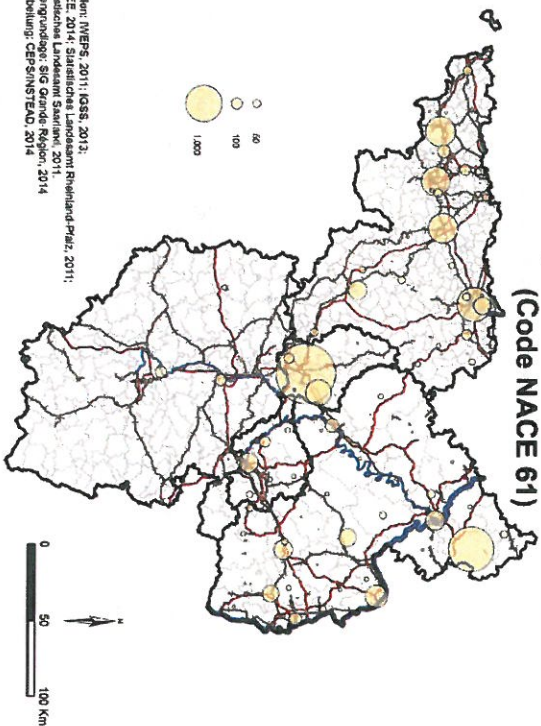 (Code NACE 61)
50
100
1.000
IWEPS, 2011; IGSS, 2013;
2014; Statistisches Landesamt Rheinland-Pfalz, 2011;
Landesamt Saarland, 2011.
SIG Grande-Région, 2014
CEPS/INSTEAD, 2014
N
0 50 100 Km